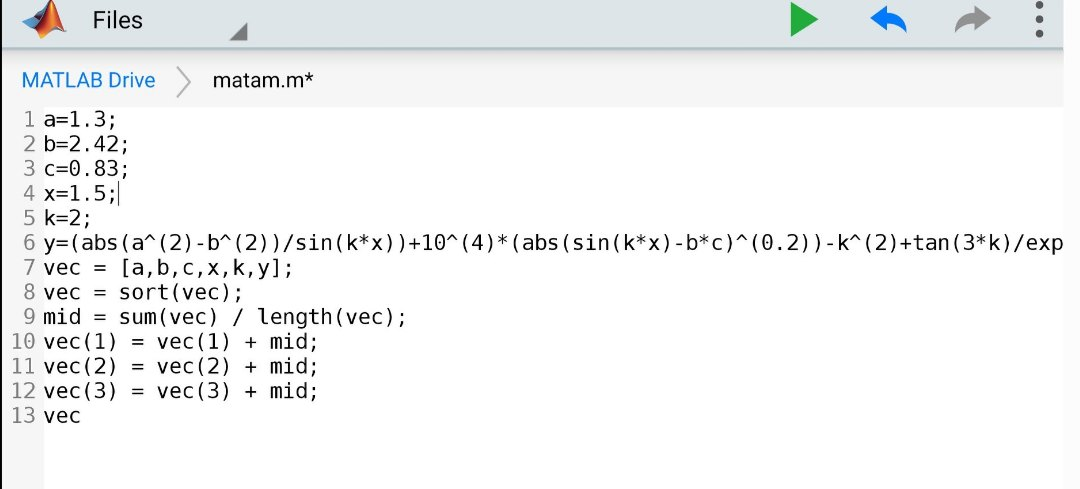 Files
MATLAB Drive
matam.m*
1 a=1.3;
2 b=2.42;
3 c=0.83;
4 x=1.5;
5 k=2;
6 y=(abs(a^(2)-b^(2))/sin(k*x))+10^(4)*(abs(sin(k*x)-b*c)^(0.2))-k^(2)+tan(3*k)/exp
7 vec = [a,b,c,x,k,y];
8 vec = sort(vec);
9 mid = sum(vec) / length(vec);
10 vec(1) = vec(1) + mid;
11 vec(2) = vec(2) + mid;
12 vec(3) = vec(3) + mid;
13 vec